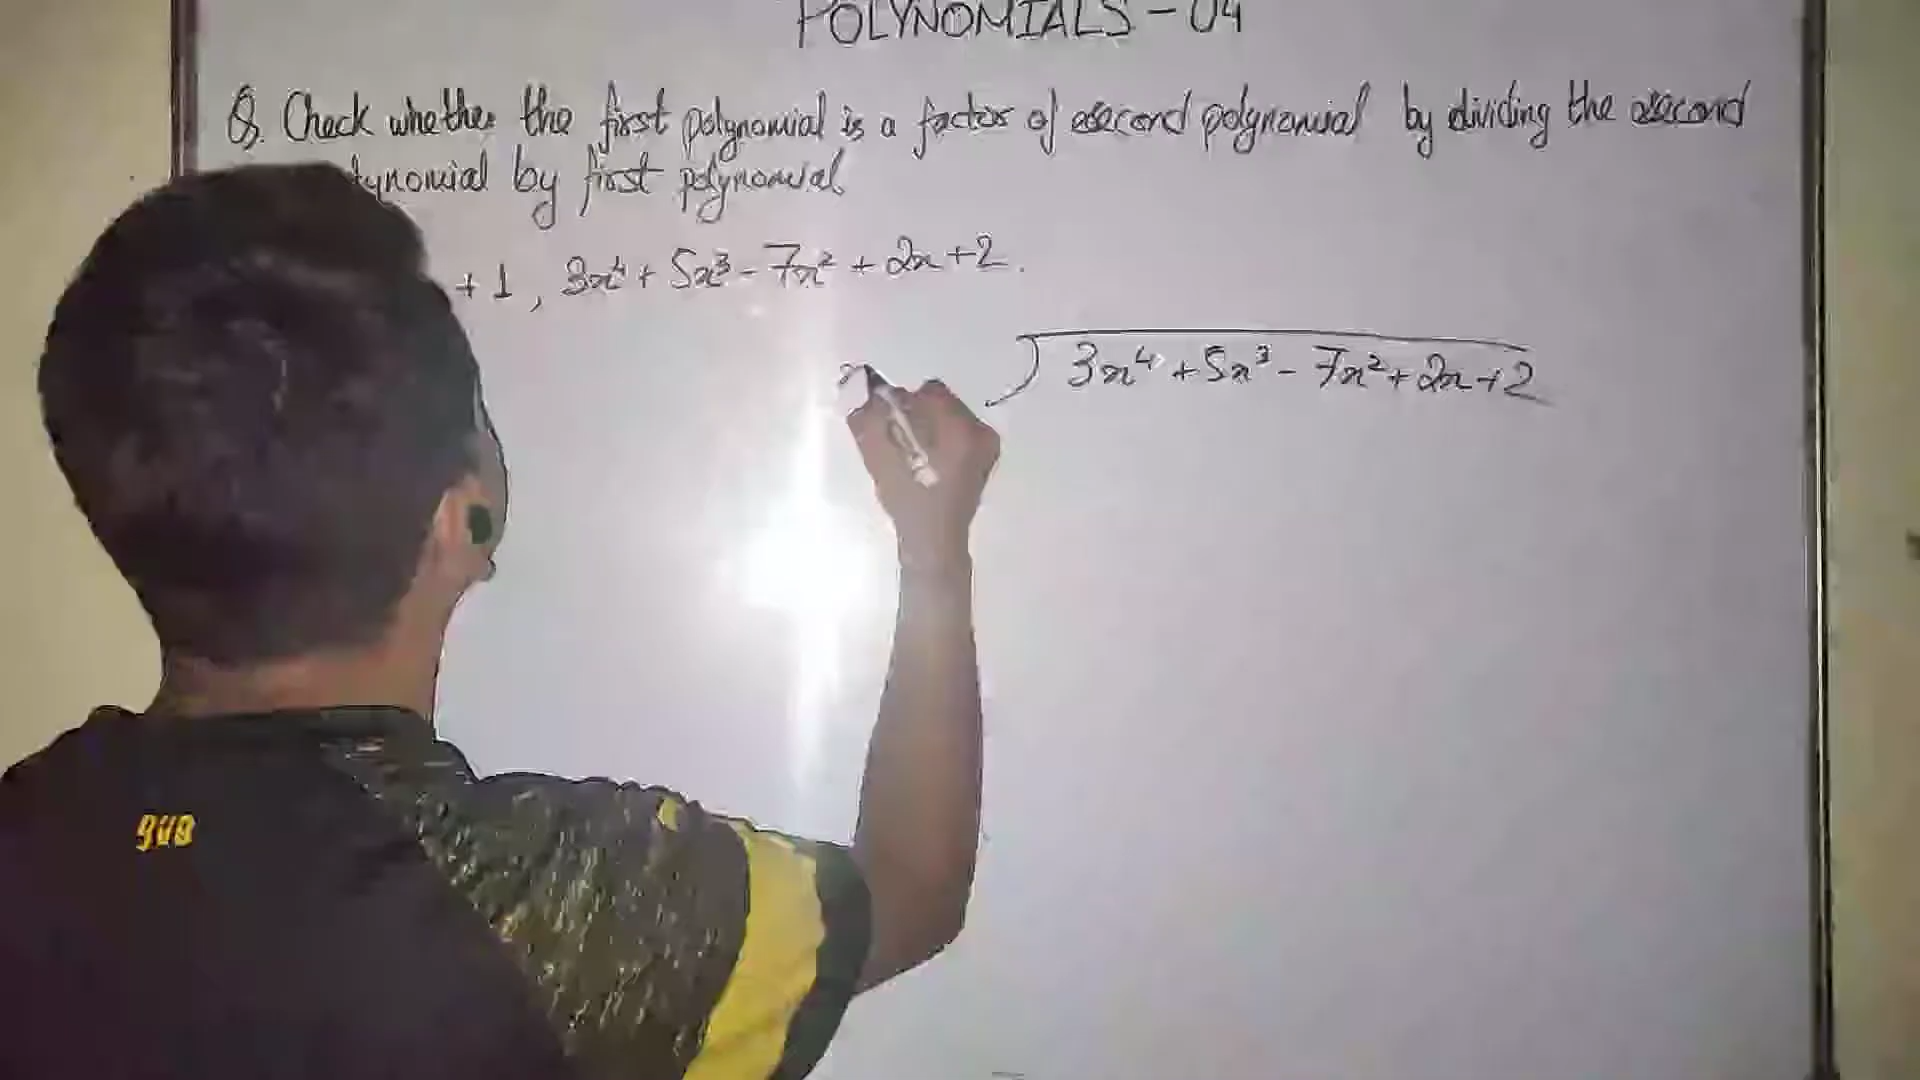 POLYNOMIALS - 04
Q. Check whether the first polynomial is a factor of second polynomial by dividing the second
polynomial by first polynomial
+ 1, 3x⁴ + 5x³ - 7x² + 2x + 2.
3x⁴ + 5x³ - 7x² + 2x + 2